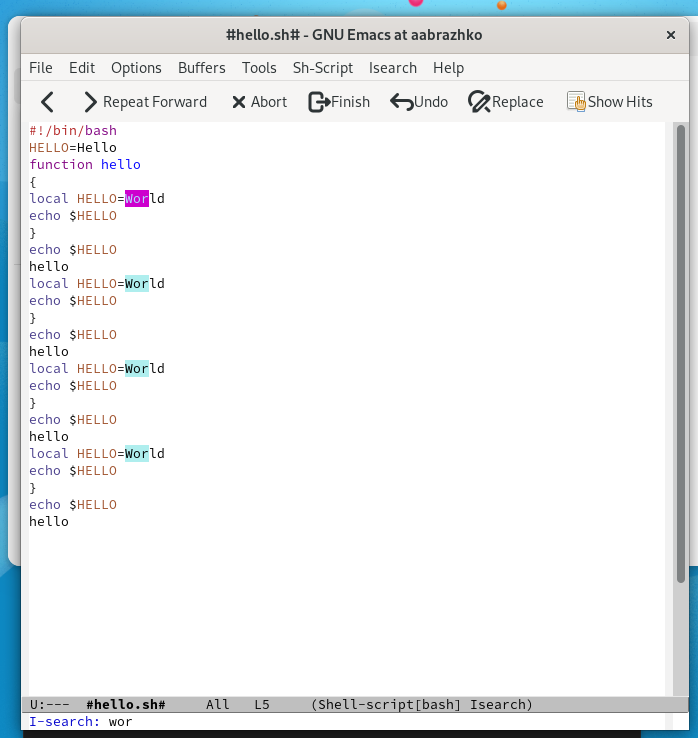 #hello.sh# - GNU Emacs at aabrazhko
File Edit Options Buffers Tools Sh-Script Isearch Help
Repeat Forward Abort Finish Undo Replace Show Hits
#!/bin/bash
HELLO=Hello
function hello
{
local HELLO=World
echo $HELLO
}
echo $HELLO
hello
local HELLO=World
echo $HELLO
}
echo $HELLO
hello
local HELLO=World
echo $HELLO
}
echo $HELLO
hello
local HELLO=World
echo $HELLO
}
echo $HELLO
hello
U:--- #hello.sh# All L5 (Shell-script[bash] Isearch)
I-search: wor